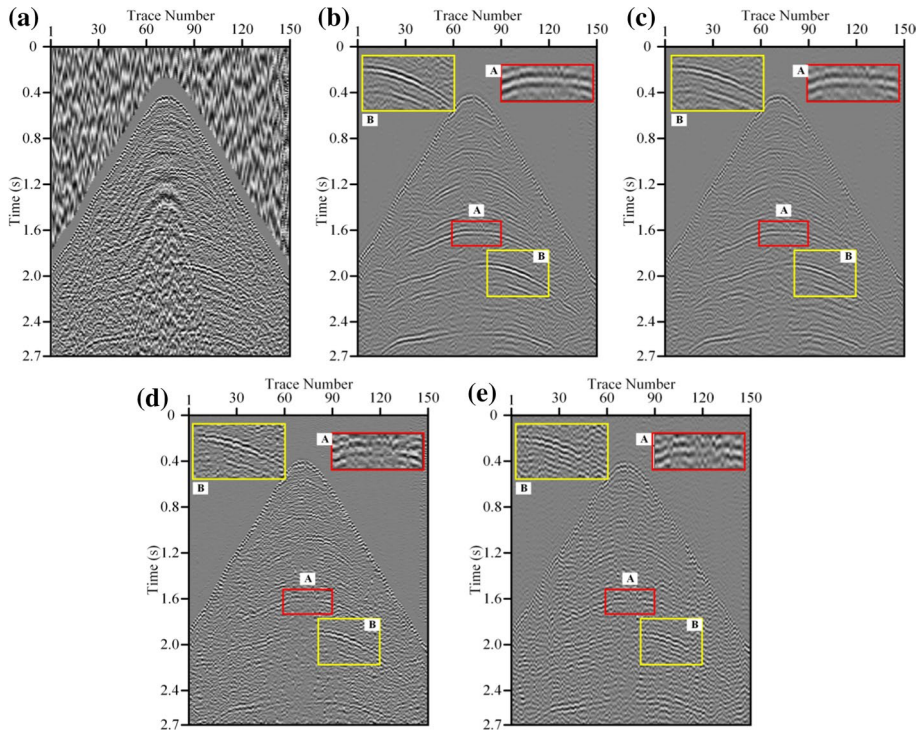 (a) Trace Number
1 30 60 90 120 150
0
0.4
0.8
1.2
1.6
2.0
2.4
2.7
Time (s)
(b) Trace Number
1 30 60 90 120 150
0
0.4
0.8
1.2
1.6
2.0
2.4
2.7
Time (s)
A
B
A
B
(c) Trace Number
1 30 60 90 120 150
0
0.4
0.8
1.2
1.6
2.0
2.4
2.7
Time (s)
A
B
A
B
(d) Trace Number
1 30 60 90 120 150
0
0.4
0.8
1.2
1.6
2.0
2.4
2.7
Time (s)
A
B
A
B
(e) Trace Number
1 30 60 90 120 150
0
0.4
0.8
1.2
1.6
2.0
2.4
2.7
Time (s)
A
B
A
B